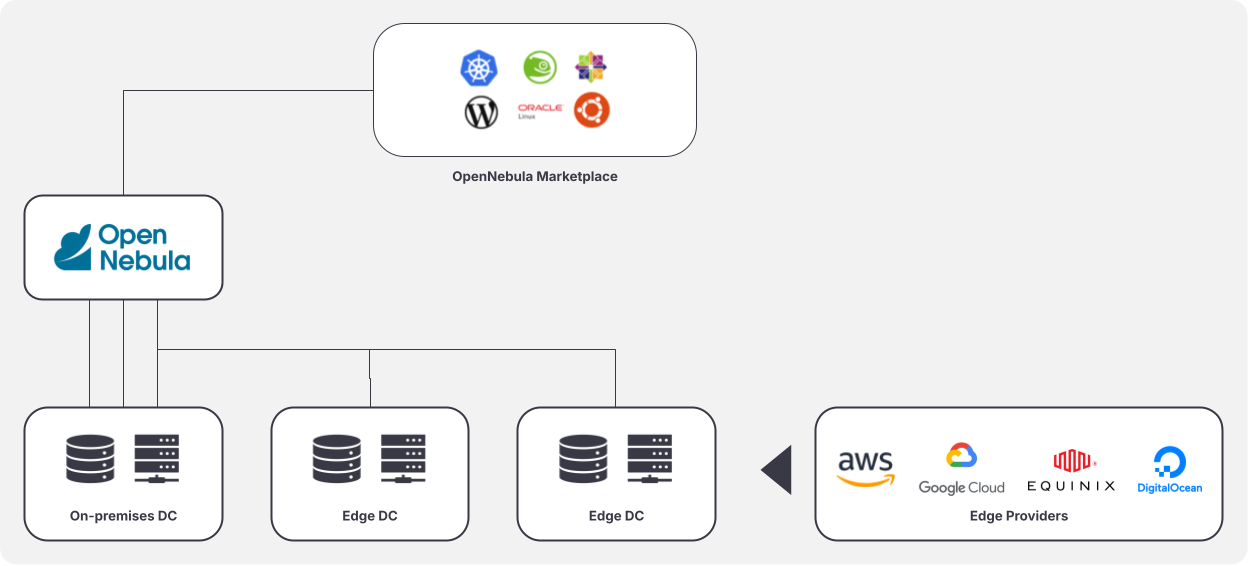 ORACLE
Linux
OpenNebula Marketplace
Open
Nebula
On-premises DC
Edge DC
Edge DC
aws
Google Cloud
EQUINIX
DigitalOcean
Edge Providers